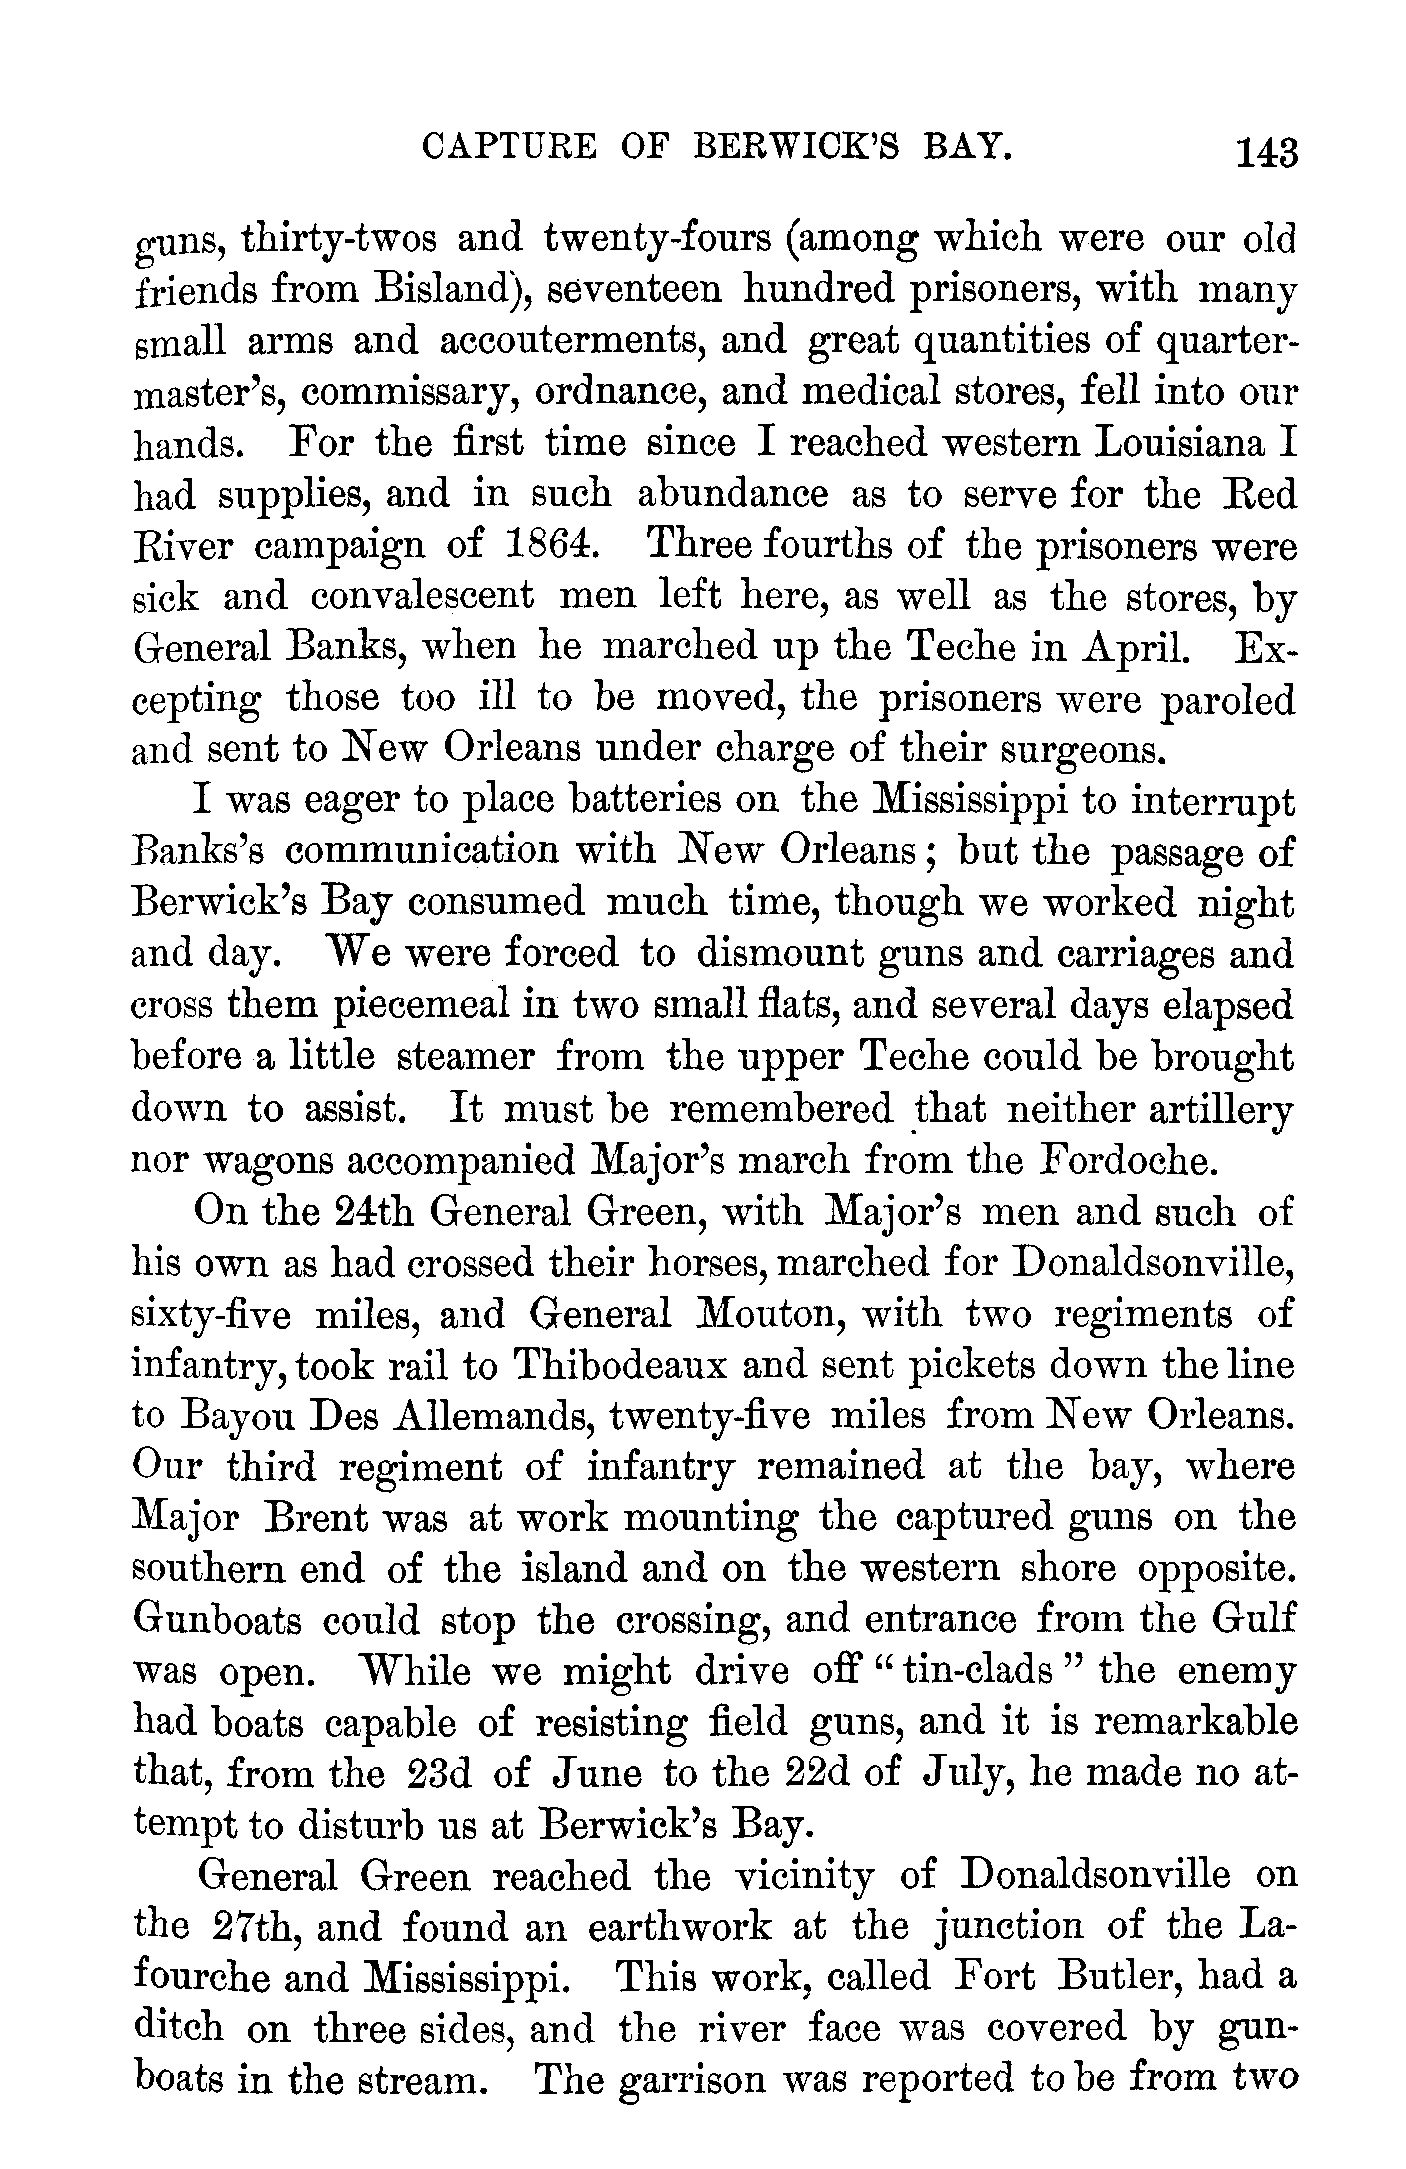 CAPTURE OF BERWICK'S BAY. 143
guns, thirty-twos and twenty-fours (among which were our old
friends from Bisland), seventeen hundred prisoners, with many
small arms and accouterments, and great quantities of quarter-
master's, commissary, ordnance, and medical stores, fell into our
hands. For the first time since I reached western Louisiana I
had supplies, and in such abundance as to serve for the Red
River campaign of 1864. Three fourths of the prisoners were
sick and convalescent men left here, as well as the stores, by
General Banks, when he marched up the Teche in April. Ex-
cepting those too ill to be moved, the prisoners were paroled
and sent to New Orleans under charge of their surgeons.
I was eager to place batteries on the Mississippi to interrupt
Banks's communication with New Orleans; but the passage of
Berwick's Bay consumed much time, though we worked night
and day. We were forced to dismount guns and carriages and
cross them piecemeal in two small flats, and several days elapsed
before a little steamer from the upper Teche could be brought
down to assist. It must be remembered that neither artillery
nor wagons accompanied Major's march from the Fordoche.
On the 24th General Green, with Major's men and such of
his own as had crossed their horses, marched for Donaldsonville,
sixty-five miles, and General Mouton, with two regiments of
infantry, took rail to Thibodeaux and sent pickets down the line
to Bayou Des Allemands, twenty-five miles from New Orleans.
Our third regiment of infantry remained at the bay, where
Major Brent was at work mounting the captured guns on the
southern end of the island and on the western shore opposite.
Gunboats could stop the crossing, and entrance from the Gulf
was open. While we might drive off "tin-clads" the enemy
had boats capable of resisting field guns, and it is remarkable
that, from the 23d of June to the 22d of July, he made no at-
tempt to disturb us at Berwick's Bay.
General Green reached the vicinity of Donaldsonville on
the 27th, and found an earthwork at the junction of the La-
fourche and Mississippi. This work, called Fort Butler, had a
ditch on three sides, and the river face was covered by gun-
boats in the stream. The garrison was reported to be from two